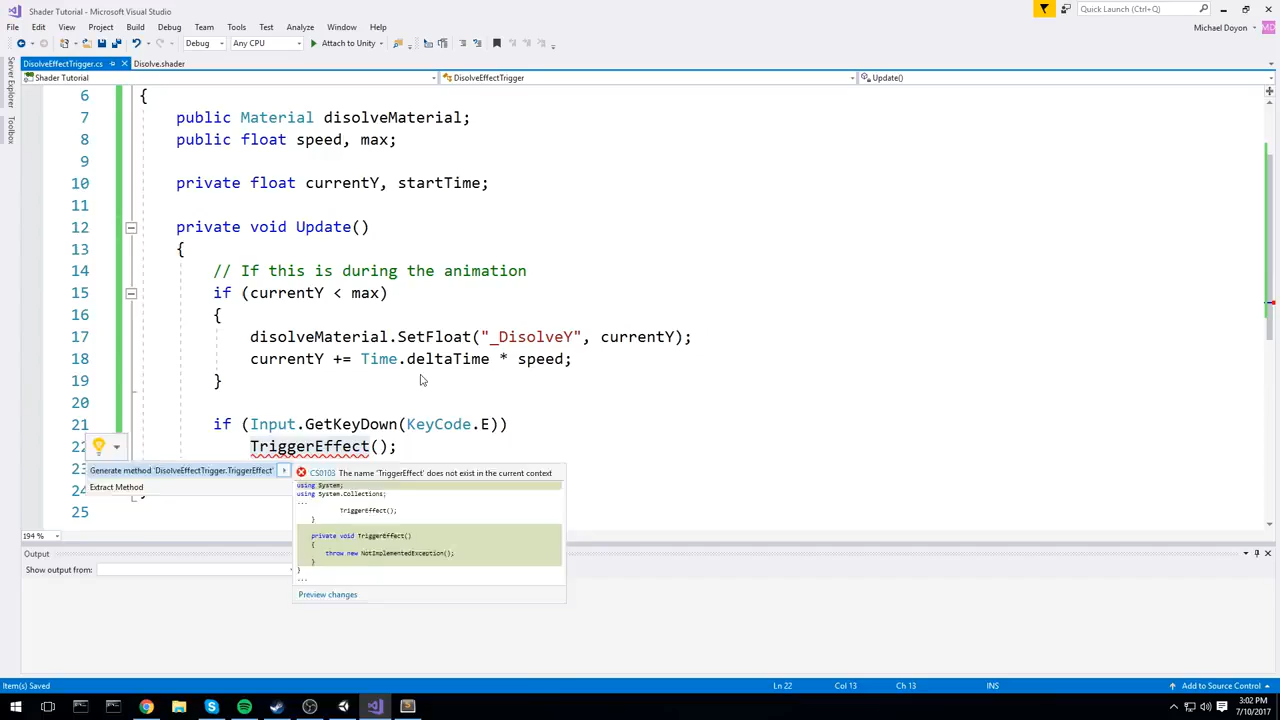 Shader Tutorial - Microsoft Visual Studio
Quick Launch (Ctrl+Q)
File Edit View Project Build Debug Team Tools Test Analyze Window Help
Michael Doyon
MD
Debug Any CPU Attach to Unity
DisolveEffectTrigger.cs Disolve.shader
Server Explorer
Toolbox
Shader Tutorial DisolveEffectTrigger Update()
6 {
7 public Material disolveMaterial;
8 public float speed, max;
9
10 private float currentY, startTime;
11
12 private void Update()
13 {
14 // If this is during the animation
15 if (currentY < max)
16 {
17 disolveMaterial.SetFloat("_DisolveY", currentY);
18 currentY += Time.deltaTime * speed;
19 }
20
21 if (Input.GetKeyDown(KeyCode.E))
22 TriggerEffect();
23
24
25
Generate method 'DisolveEffectTrigger.TriggerEffect'
Extract Method
CS0103 The name 'TriggerEffect' does not exist in the current context
using System;
using System.Collections;
...
TriggerEffect();
}
private void TriggerEffect()
{
throw new NotImplementedException();
}
}
...
Preview changes
194 %
Output
Show output from:
Item(s) Saved Ln 22 Col 13 Ch 13 INS Add to Source Control
3:02 PM
7/10/2017